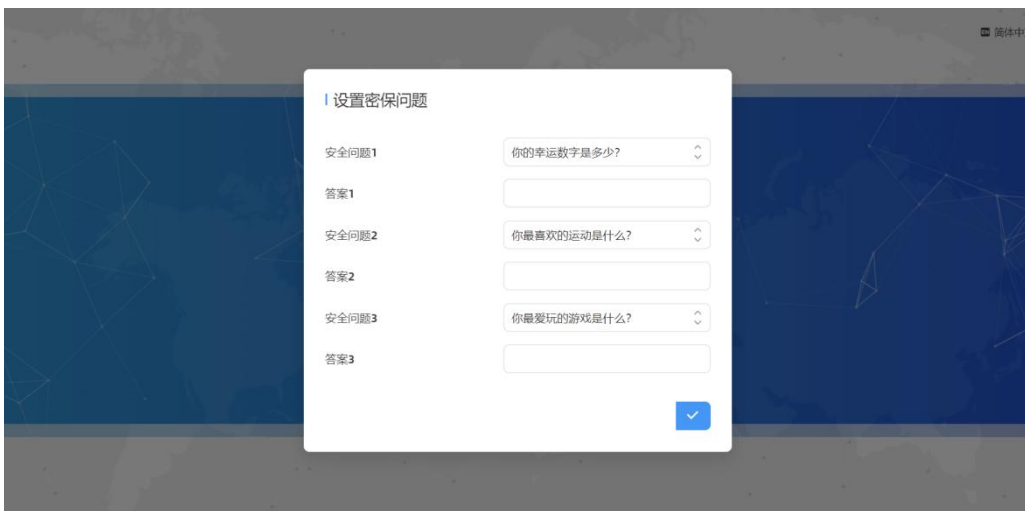 简体中
设置密保问题
安全问题1 你的幸运数字是多少?
答案1
安全问题2 你最喜欢的运动是什么?
答案2
安全问题3 你最爱玩的游戏是什么?
答案3